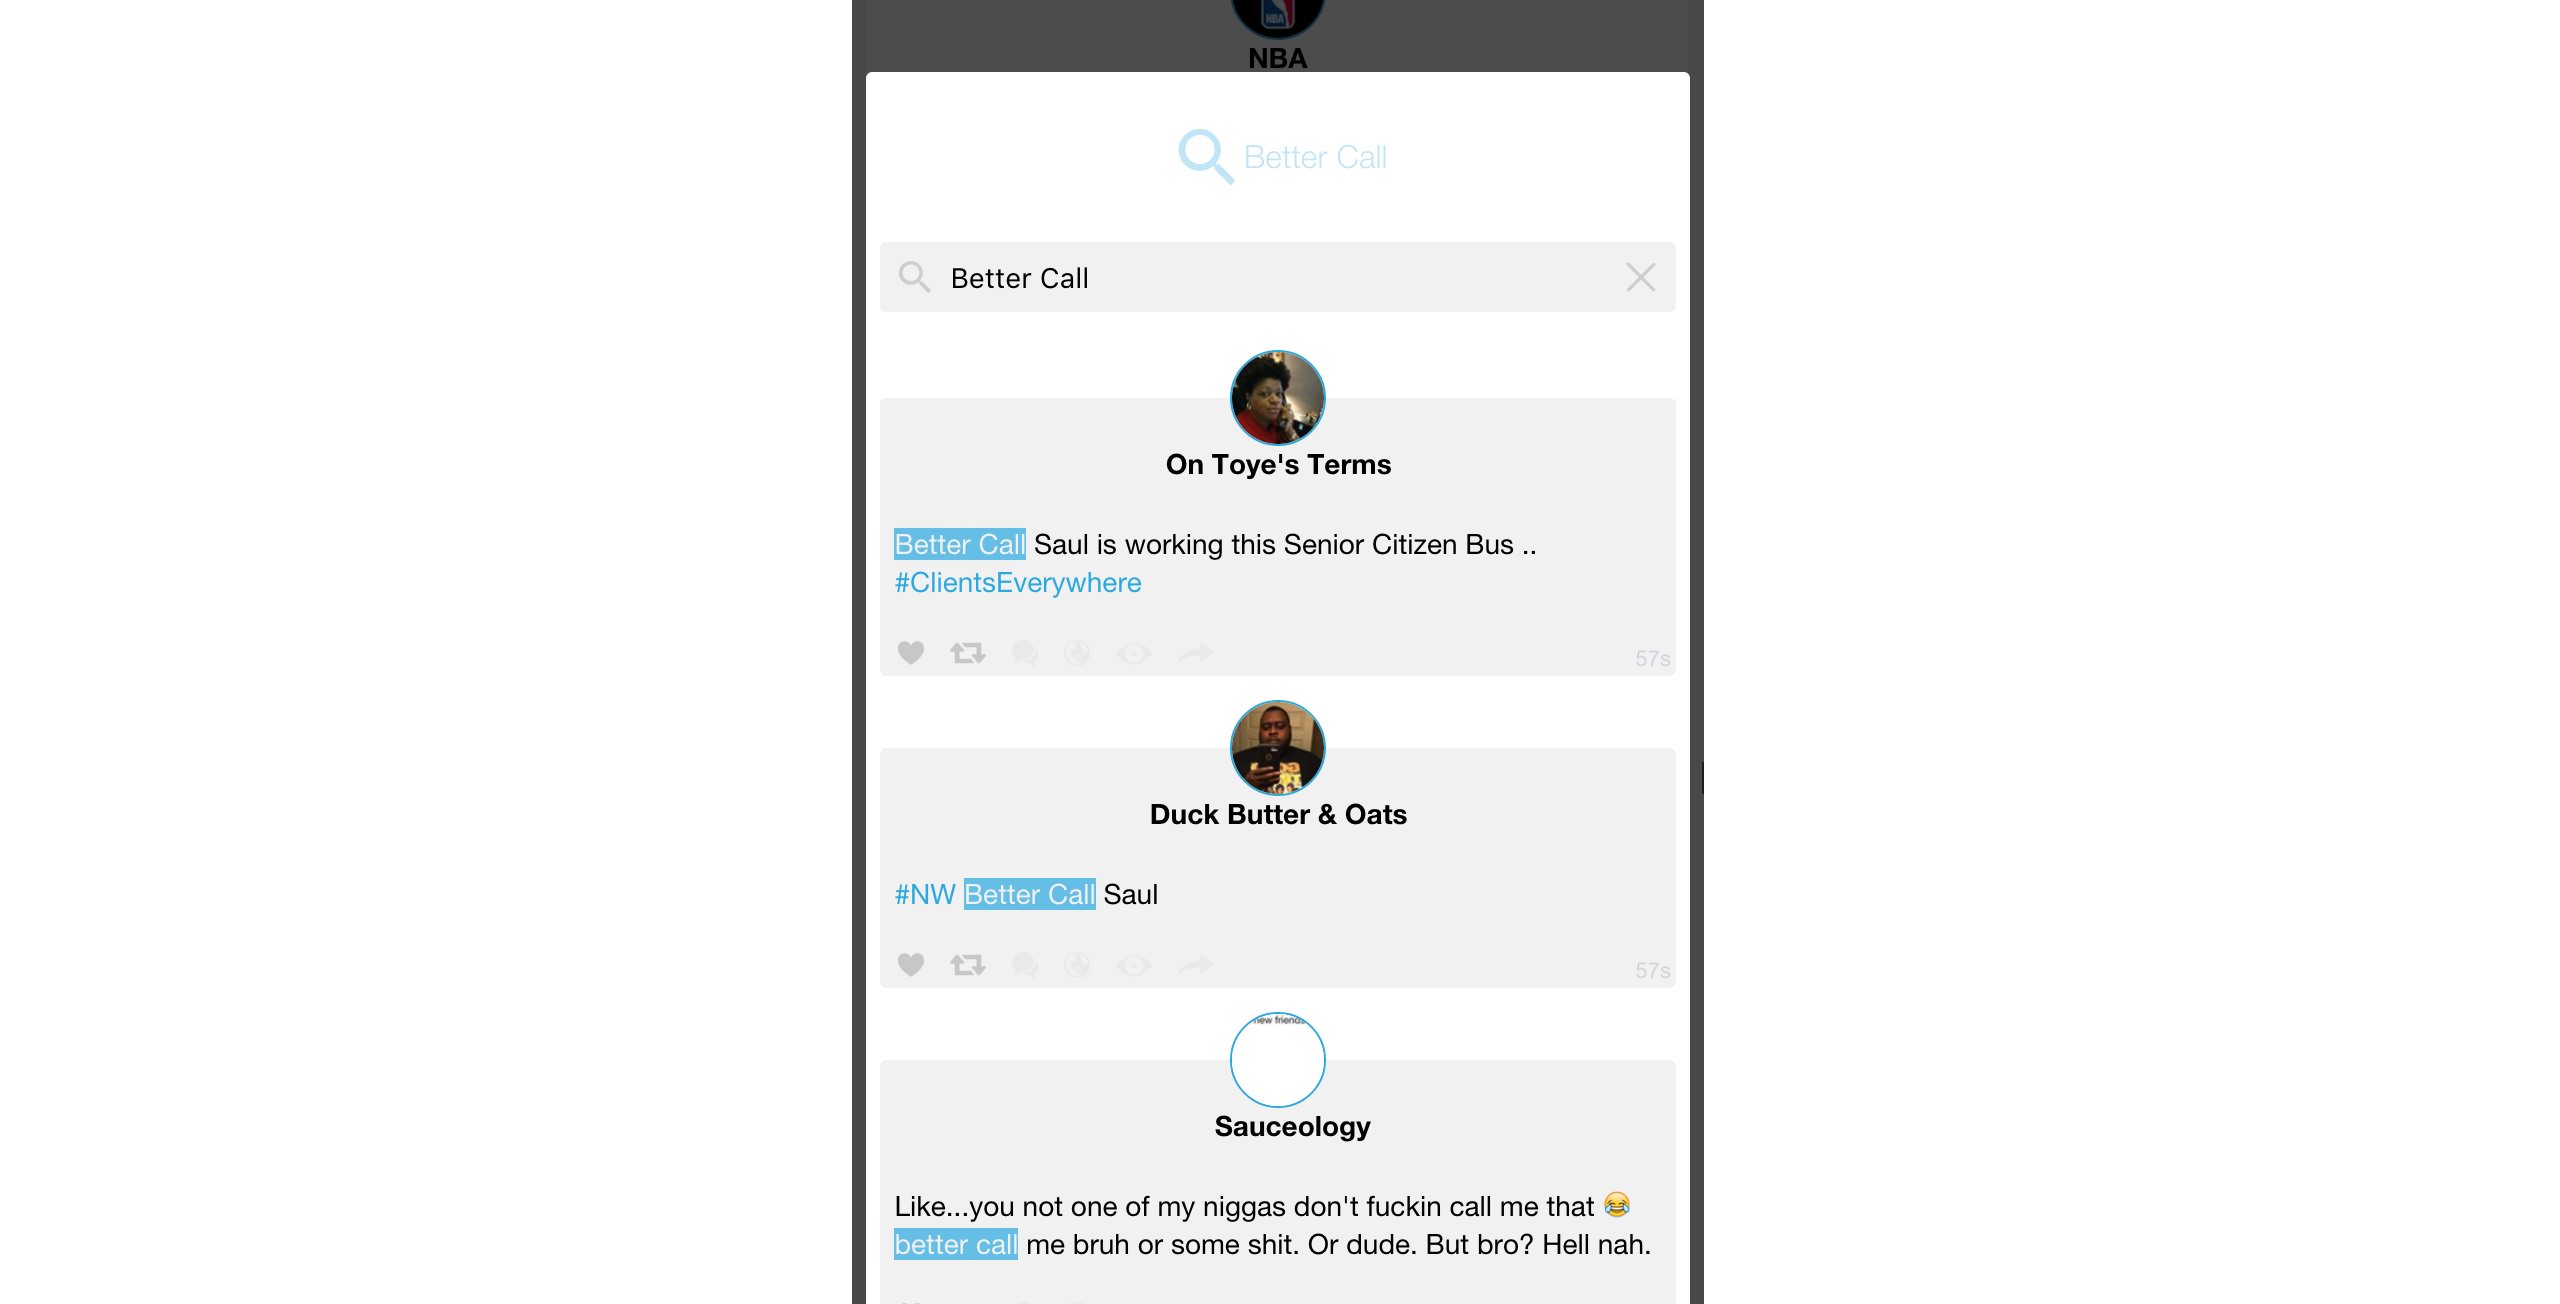 NBA
NBA
Better Call
Better Call
On Toye's Terms
Better Call Saul is working this Senior Citizen Bus ..
#ClientsEverywhere
57s
Duck Butter & Oats
#NW Better Call Saul
57s
new friends
Sauceology
Like...you not one of my niggas don't fuckin call me that 😂
better call me bruh or some shit. Or dude. But bro? Hell nah.